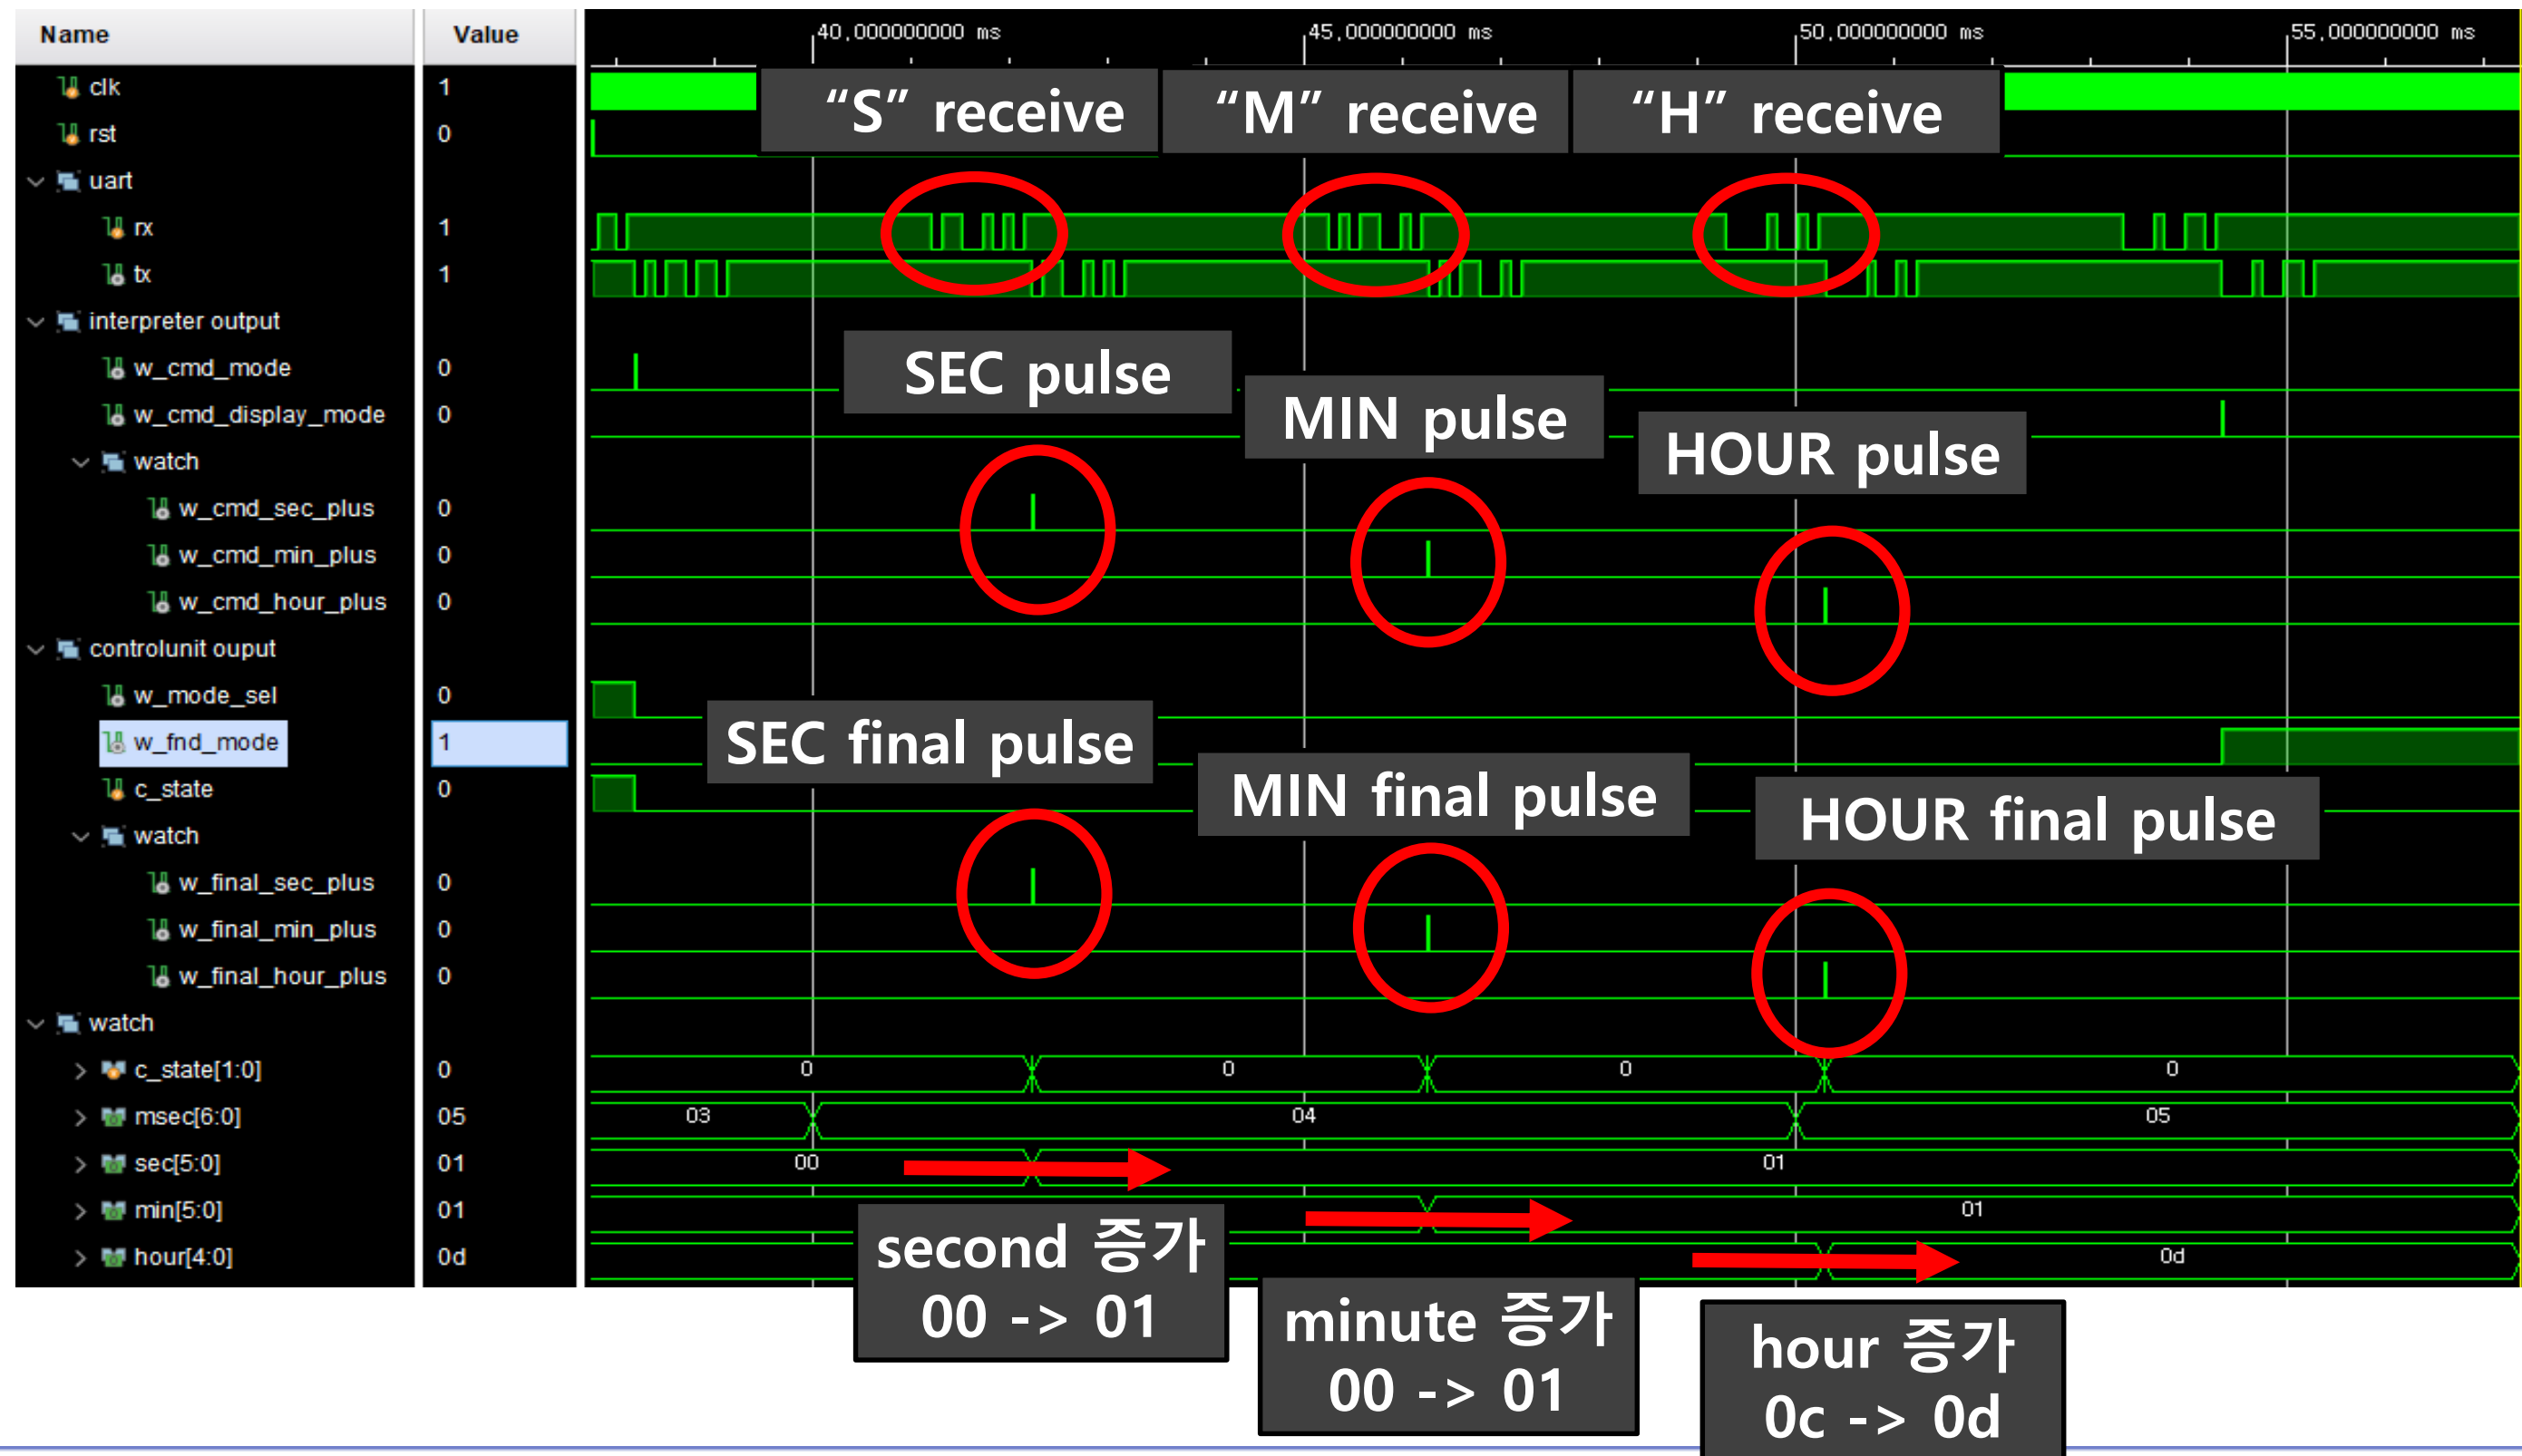 Name Value
40,000000000 ms 45,000000000 ms 50,000000000 ms 55,000000000 ms
clk 1
"S" receive "M" receive "H" receive
rst 0
uart
rx 1
tx 1
interpreter output
w_cmd_mode 0
SEC pulse
w_cmd_display_mode 0
MIN pulse
HOUR pulse
watch
w_cmd_sec_plus 0
w_cmd_min_plus 0
w_cmd_hour_plus 0
controlunit ouput
w_mode_sel 0
w_fnd_mode 1
SEC final pulse
c_state 0
MIN final pulse
HOUR final pulse
watch
w_final_sec_plus 0
w_final_min_plus 0
w_final_hour_plus 0
watch
c_state[1:0] 0 0 0 0 0
msec[6:0] 05 03 04 05
sec[5:0] 01 00 01
min[5:0] 01 01
hour[4:0] 0d 0d
second 증가
00 -> 01
minute 증가
00 -> 01
hour 증가
0c -> 0d